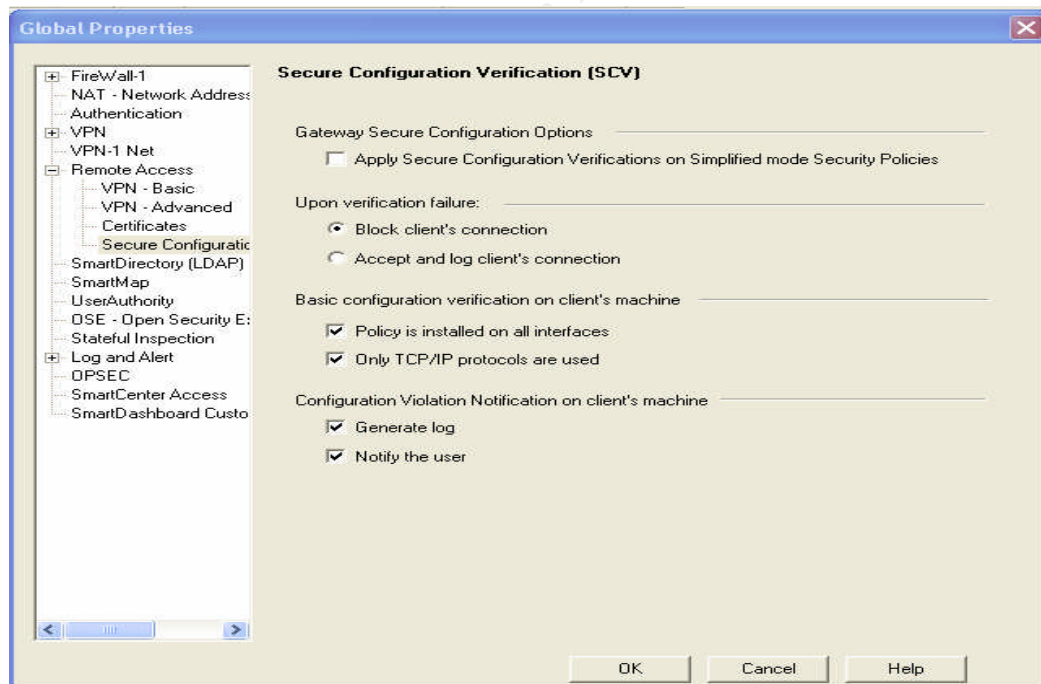 Global Properties
FireWall-1
NAT - Network Address
Authentication
VPN
VPN-1 Net
Remote Access
VPN - Basic
VPN - Advanced
Certificates
Secure Configuratio
SmartDirectory (LDAP)
SmartMap
UserAuthority
OSE - Open Security E:
Stateful Inspection
Log and Alert
OPSEC
SmartCenter Access
SmartDashboard Custo
Secure Configuration Verification (SCV)
Gateway Secure Configuration Options
Apply Secure Configuration Verifications on Simplified mode Security Policies
Upon verification failure:
Block client's connection
Accept and log client's connection
Basic configuration verification on client's machine
Policy is installed on all interfaces
Only TCP/IP protocols are used
Configuration Violation Notification on client's machine
Generate log
Notify the user
OK
Cancel
Help